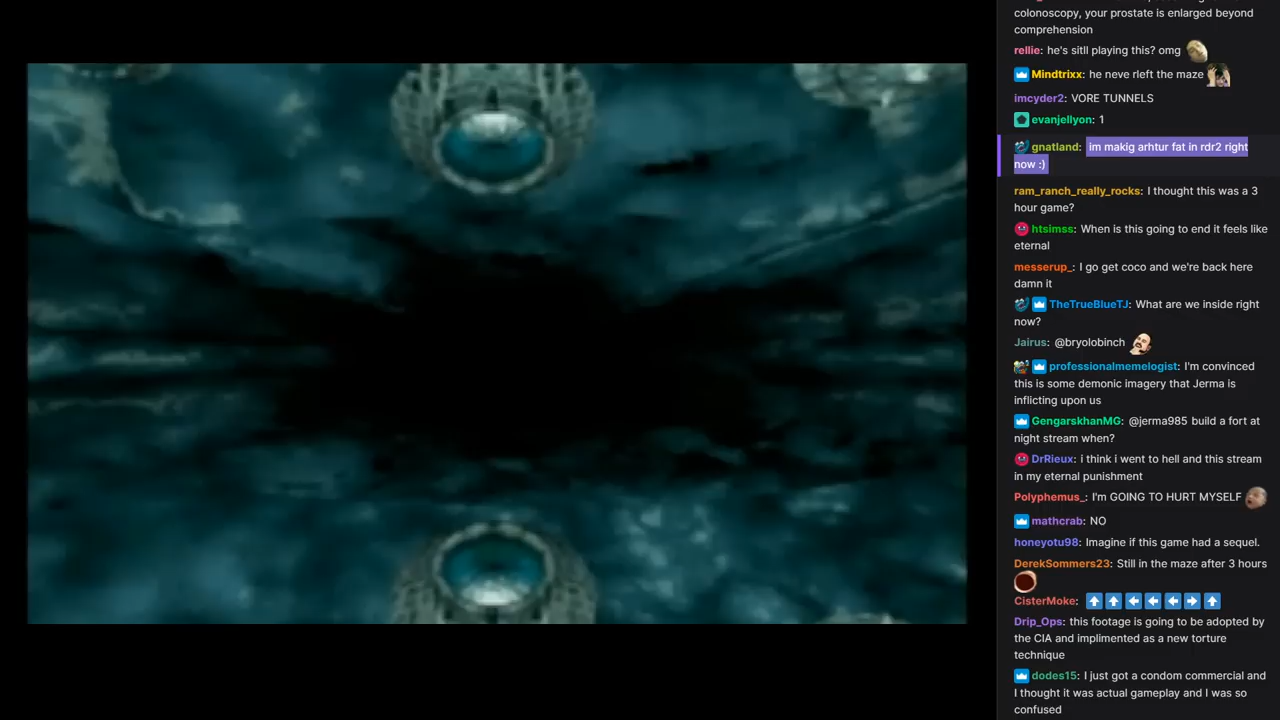 colonoscopy, your prostate is enlarged beyond
comprehension
rellie: he's sitll playing this? omg
Mindtrixx: he neve rleft the maze
imcyder2: VORE TUNNELS
evanjellyon: 1
gnatland: im makig arhtur fat in rdr2 right
now :)
ram_ranch_really_rocks: I thought this was a 3
hour game?
htsimss: When is this going to end it feels like
eternal
messerup_: I go get coco and we're back here
damn it
TheTrueBlueTJ: What are we inside right
now?
Jairus: @bryolobinch
professionalmemelogist: I'm convinced
this is some demonic imagery that Jerma is
inflicting upon us
GengarskhanMG: @jerma985 build a fort at
night stream when?
DrRieux: i think i went to hell and this stream
in my eternal punishment
Polyphemus_: I'm GOING TO HURT MYSELF
mathcrab: NO
honeyotu98: Imagine if this game had a sequel.
DerekSommers23: Still in the maze after 3 hours
CisterMoke: ⬆️⬆️⬅️⬅️⬅️➡️⬆️
Drip_Ops: this footage is going to be adopted by
the CIA and implimented as a new torture
technique
dodes15: I just got a condom commercial and
I thought it was actual gameplay and I was so
confused